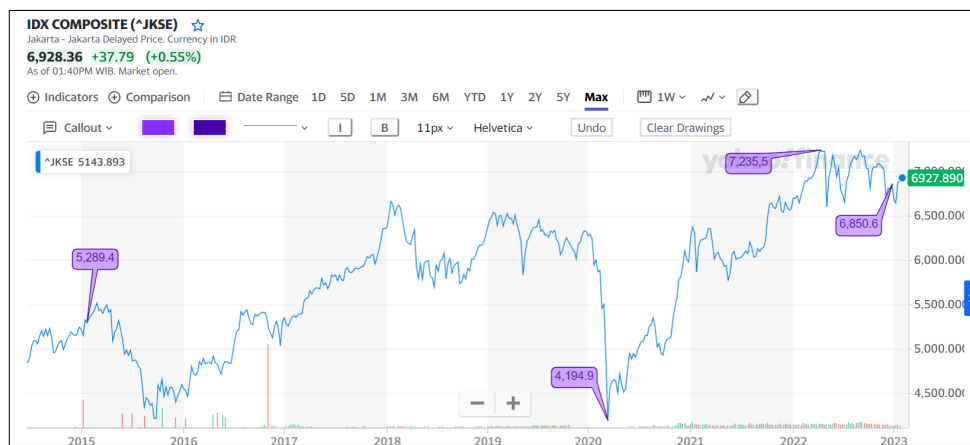 IDX COMPOSITE (^JKSE)
Jakarta - Jakarta Delayed Price. Currency in IDR
6,928.36 +37.79 (+0.55%)
As of 01:40PM WIB. Market open.
Indicators Comparison Date Range 1D 5D 1M 3M 6M YTD 1Y 2Y 5Y Max 1W
Callout I B 11px Helvetica Undo Clear Drawings
^JKSE 5143.893
7,235,5
6927.890
6,850.6
6,500.000
5,289.4
6,000.000
5,500.000
5,000.000
4,194.9
4,500.000
2015 2016 2017 2018 2019 2020 2021 2022 2023